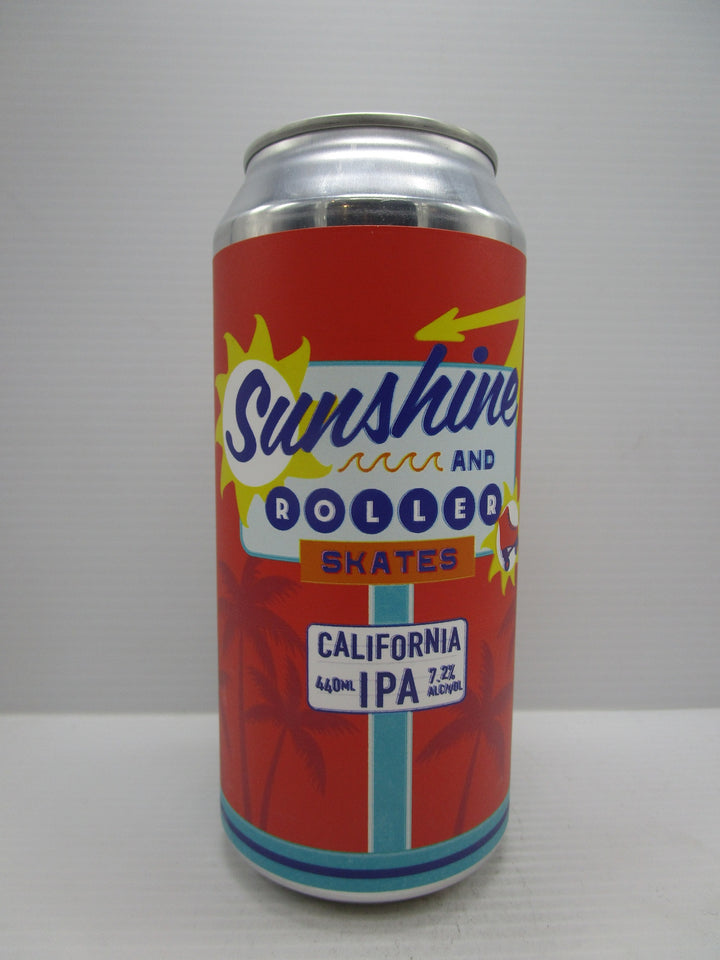 Sunshine
AND
ROLLER
SKATES
CALIFORNIA
440ML IPA 7.2%
ALC/VOL